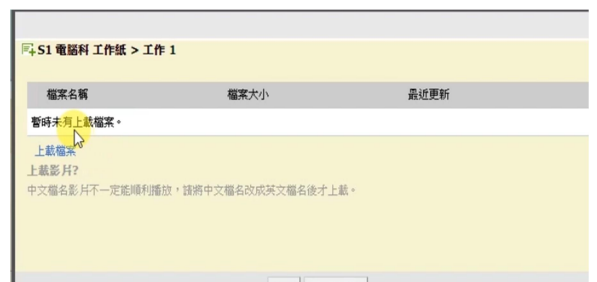 S1 電腦科 工作紙 > 工作 1
檔案名稱 檔案大小 最近更新
暫時未有上載檔案。
上載檔案
上載影片?
中文檔名影片不一定能順利播放，請將中文檔名改成英文檔名後才上載。